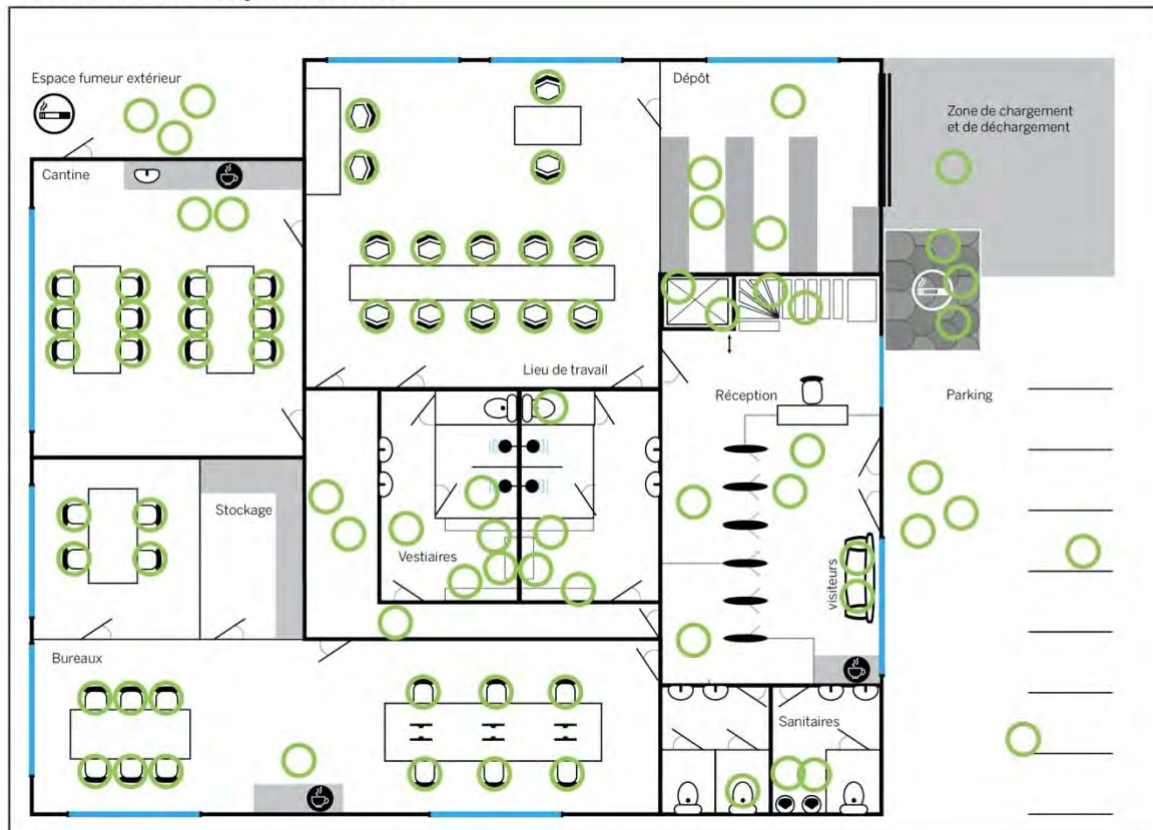 Espace fumeur extérieur
Dépôt
Zone de chargement
et de déchargement
Cantine
Lieu de travail
Réception
Parking
Stockage
Vestiaires
visiteurs
Bureaux
Sanitaires